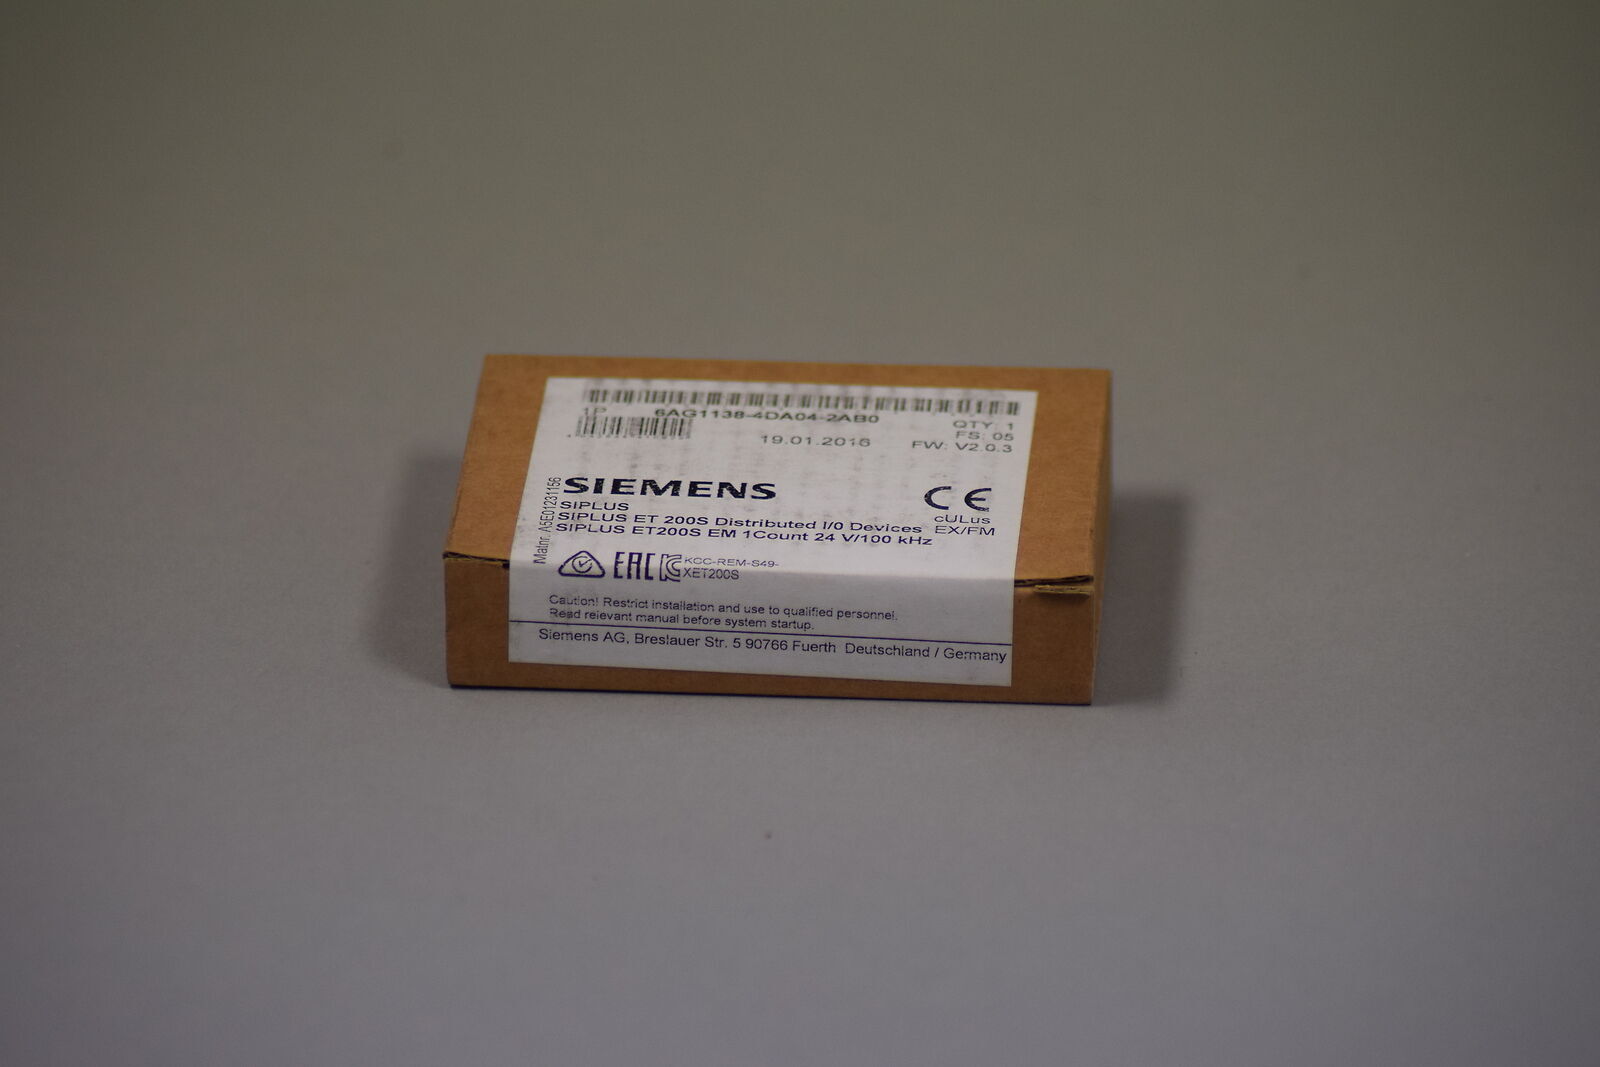 1P 6AG1138-4DA04-2AB0
QTY: 1
FS: 05
19.01.2016
FW: V2.0.3
Matnr. A5E01231156
SIEMENS
CE
SIPLUS
cULus
SIPLUS ET 200S Distributed I/0 Devices
EX/FM
SIPLUS ET200S EM 1Count 24 V/100 kHz
EAC
KCC-REM-S49-
XET200S
Caution! Restrict installation and use to qualified personnel.
Read relevant manual before system startup.
Siemens AG, Breslauer Str. 5 90766 Fuerth Deutschland / Germany